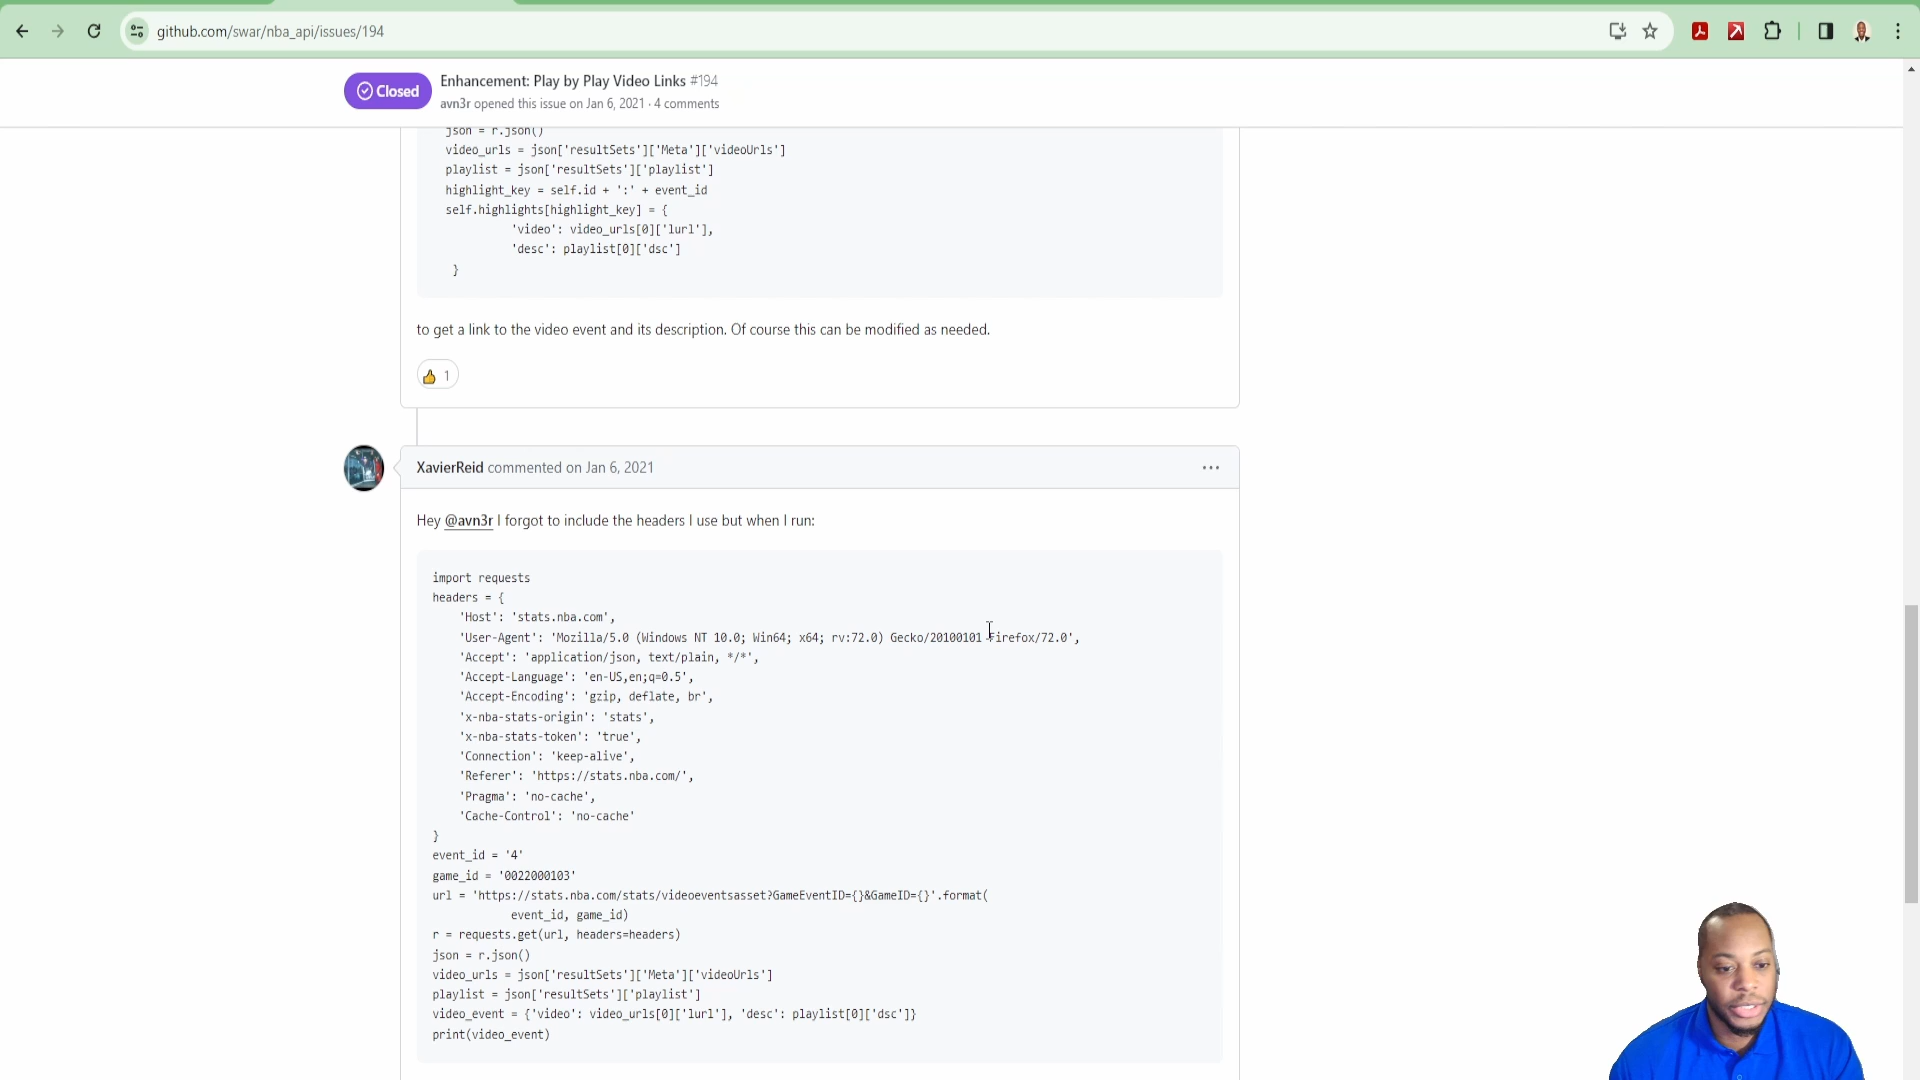 github.com/swar/nba_api/issues/194
Closed
Enhancement: Play by Play Video Links #194
avn3r opened this issue on Jan 6, 2021 · 4 comments
json = r.json()
video_urls = json['resultSets']['Meta']['videoUrls']
playlist = json['resultSets']['playlist']
highlight_key = self.id + ':' + event_id
self.highlights[highlight_key] = {
'video': video_urls[0]['lurl'],
'desc': playlist[0]['dsc']
}
to get a link to the video event and its description. Of course this can be modified as needed.
👍 1
XavierReid commented on Jan 6, 2021
Hey @avn3r I forgot to include the headers I use but when I run:
import requests
headers = {
'Host': 'stats.nba.com',
'User-Agent': 'Mozilla/5.0 (Windows NT 10.0; Win64; x64; rv:72.0) Gecko/20100101 Firefox/72.0',
'Accept': 'application/json, text/plain, */*',
'Accept-Language': 'en-US,en;q=0.5',
'Accept-Encoding': 'gzip, deflate, br',
'x-nba-stats-origin': 'stats',
'x-nba-stats-token': 'true',
'Connection': 'keep-alive',
'Referer': 'https://stats.nba.com/',
'Pragma': 'no-cache',
'Cache-Control': 'no-cache'
}
event_id = '4'
game_id = '0022000103'
url = 'https://stats.nba.com/stats/videoeventsasset?GameEventID={}&GameID={}'.format(
event_id, game_id)
r = requests.get(url, headers=headers)
json = r.json()
video_urls = json['resultSets']['Meta']['videoUrls']
playlist = json['resultSets']['playlist']
video_event = {'video': video_urls[0]['lurl'], 'desc': playlist[0]['dsc']}
print(video_event)